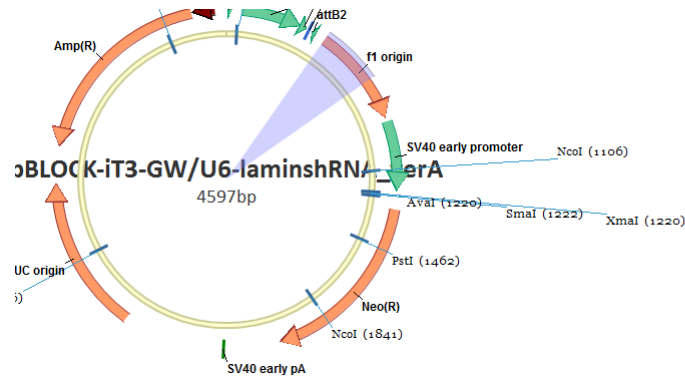 attB2
Amp(R)
f1 origin
SV40 early promoter
NcoI (1106)
pBLOCK-iT3-GW/U6-laminshRNA_
4597bp
AvaI (1220)
SmaI (1222)
XmaI (1220)
PstI (1462)
UC origin
Neo(R)
NcoI (1841)
SV40 early pA